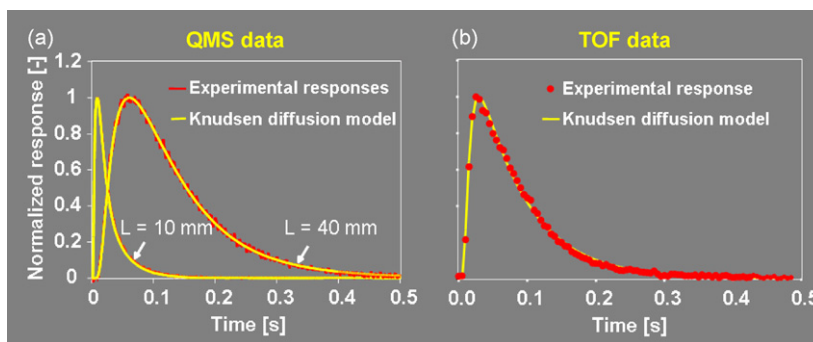 (a) QMS data
Normalized response [-]
1.2
1
0.8
0.6
0.4
0.2
0
Experimental responses
Knudsen diffusion model
L = 10 mm
L = 40 mm
0 0.1 0.2 0.3 0.4 0.5
Time [s]
(b) TOF data
Experimental response
Knudsen diffusion model
0.0 0.1 0.2 0.3 0.4 0.5
Time [s]